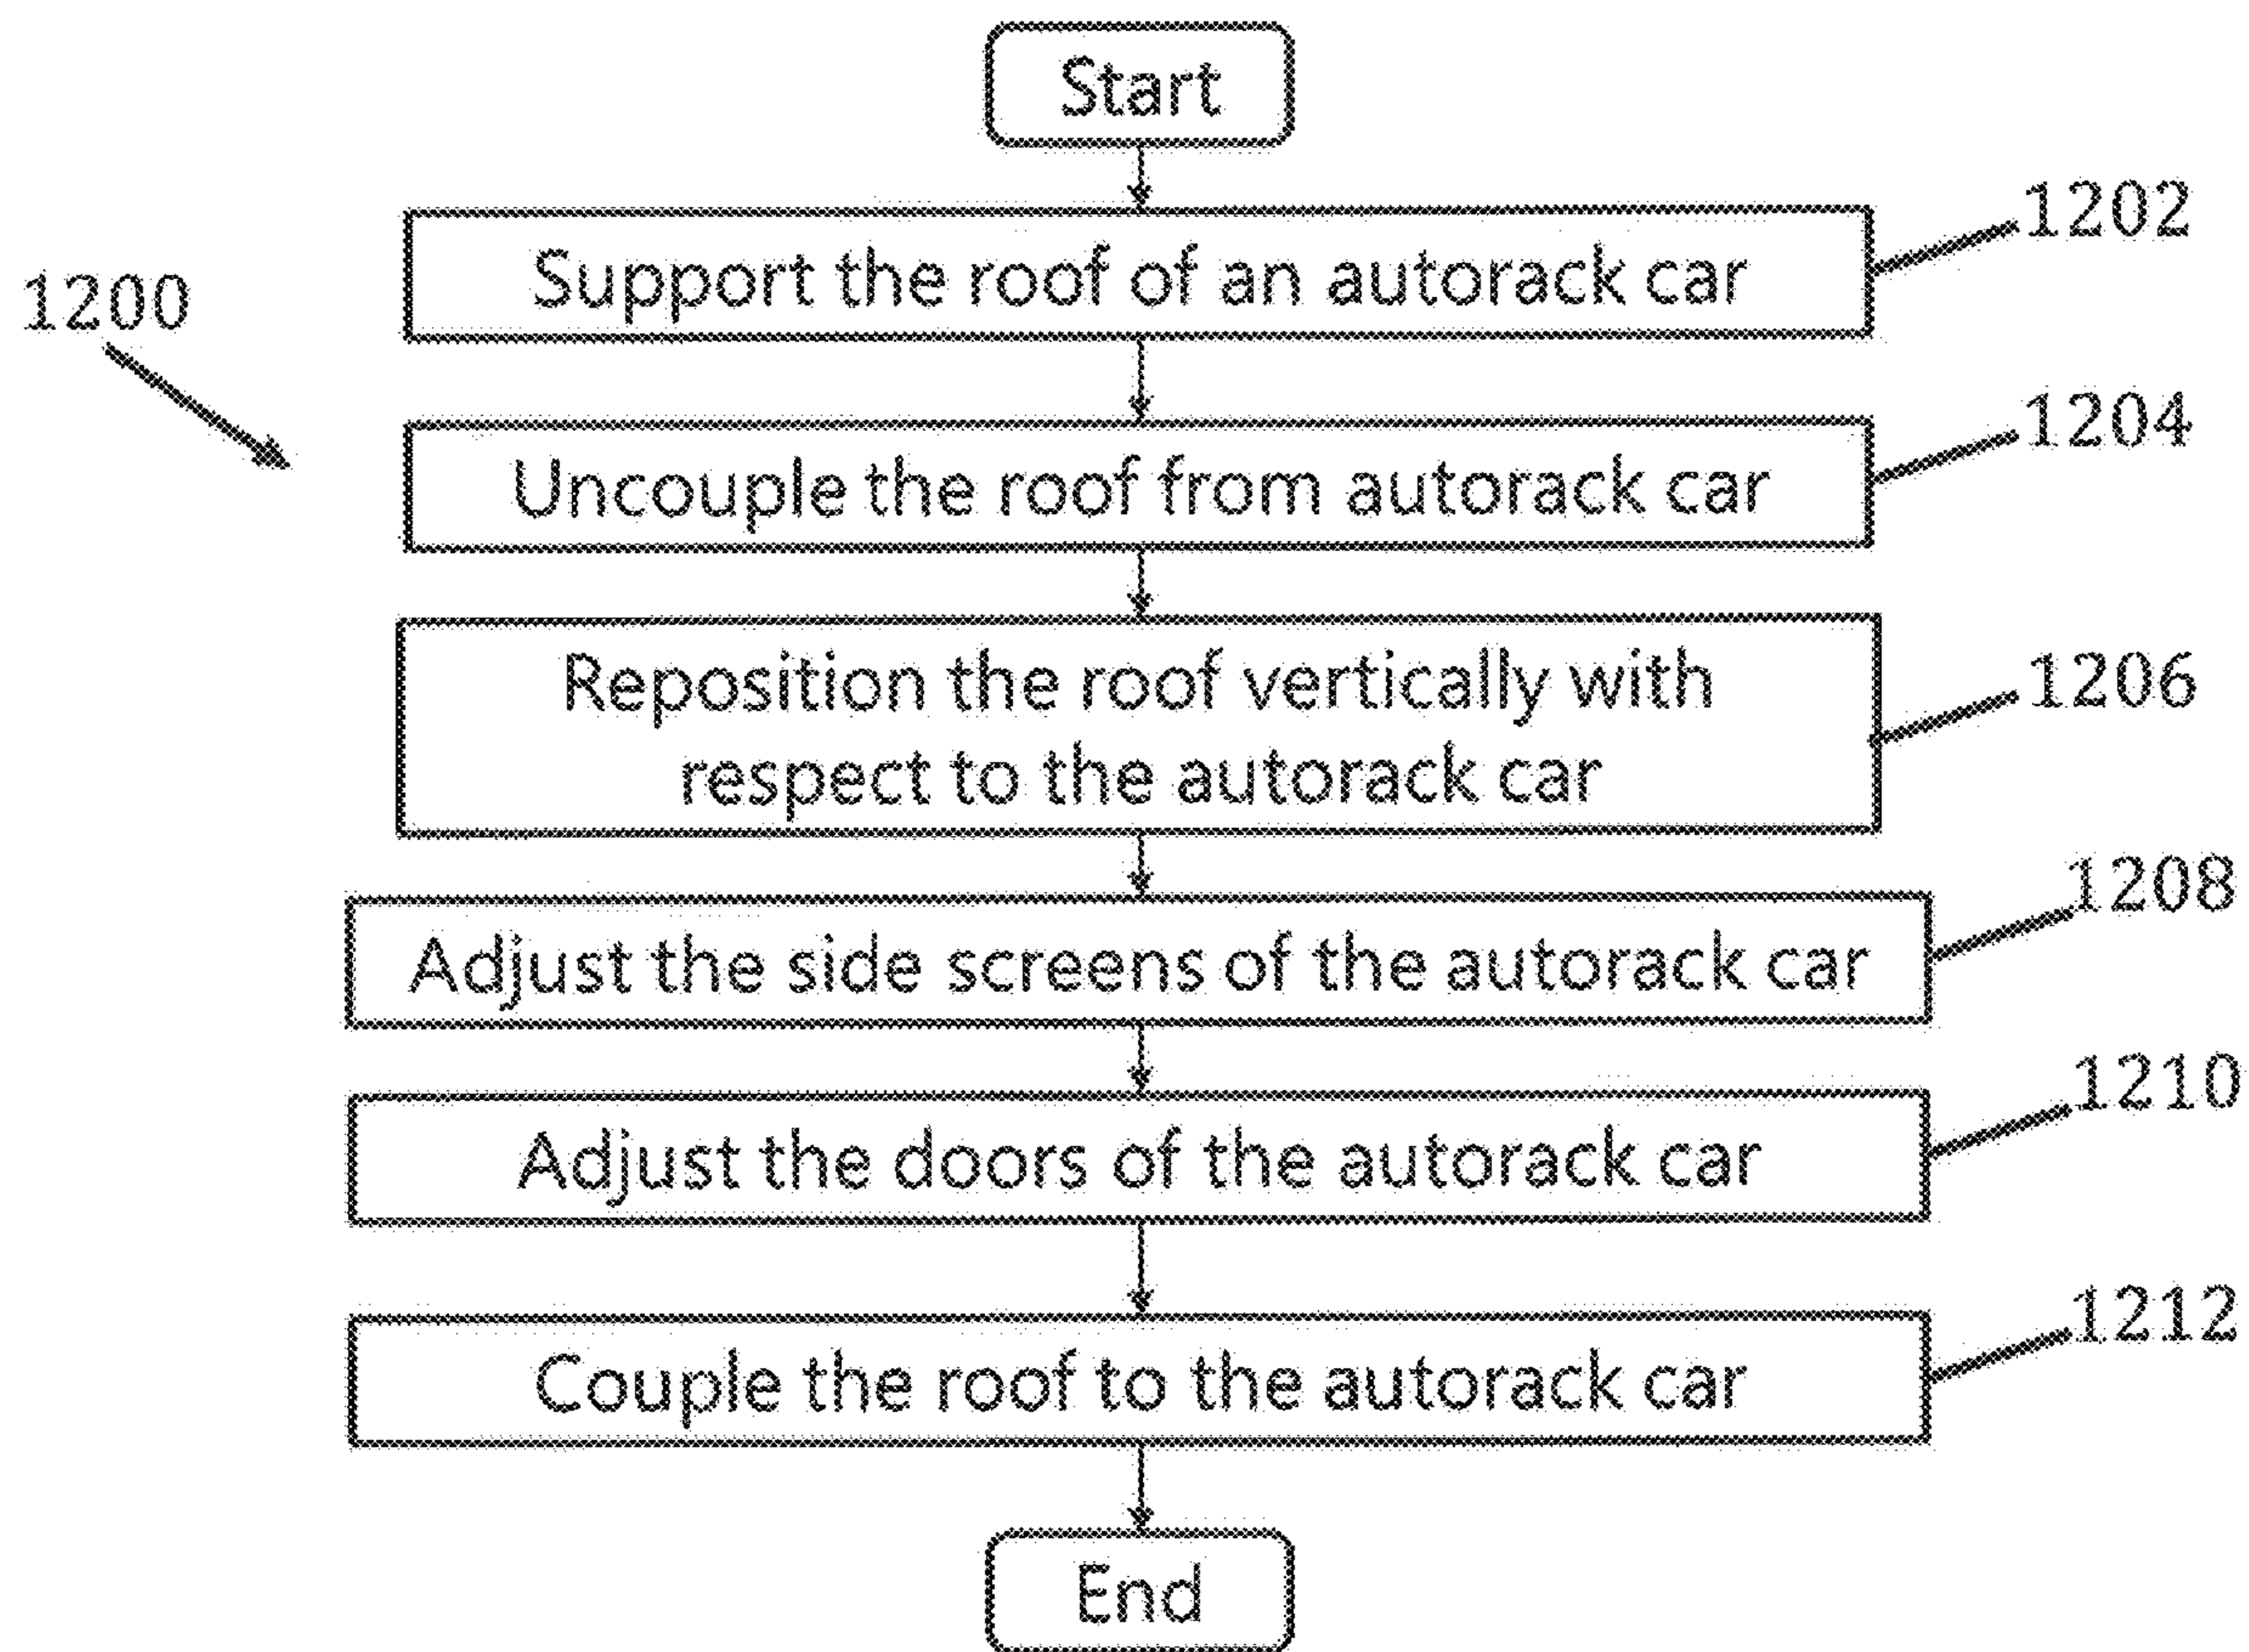 Start
1202
Support the roof of an autorack car
1200
1204
Uncouple the roof from autorack car
1206
Reposition the roof vertically with
respect to the autorack car
1208
Adjust the side screens of the autorack car
1210
Adjust the doors of the autorack car
1212
Couple the roof to the autorack car
End